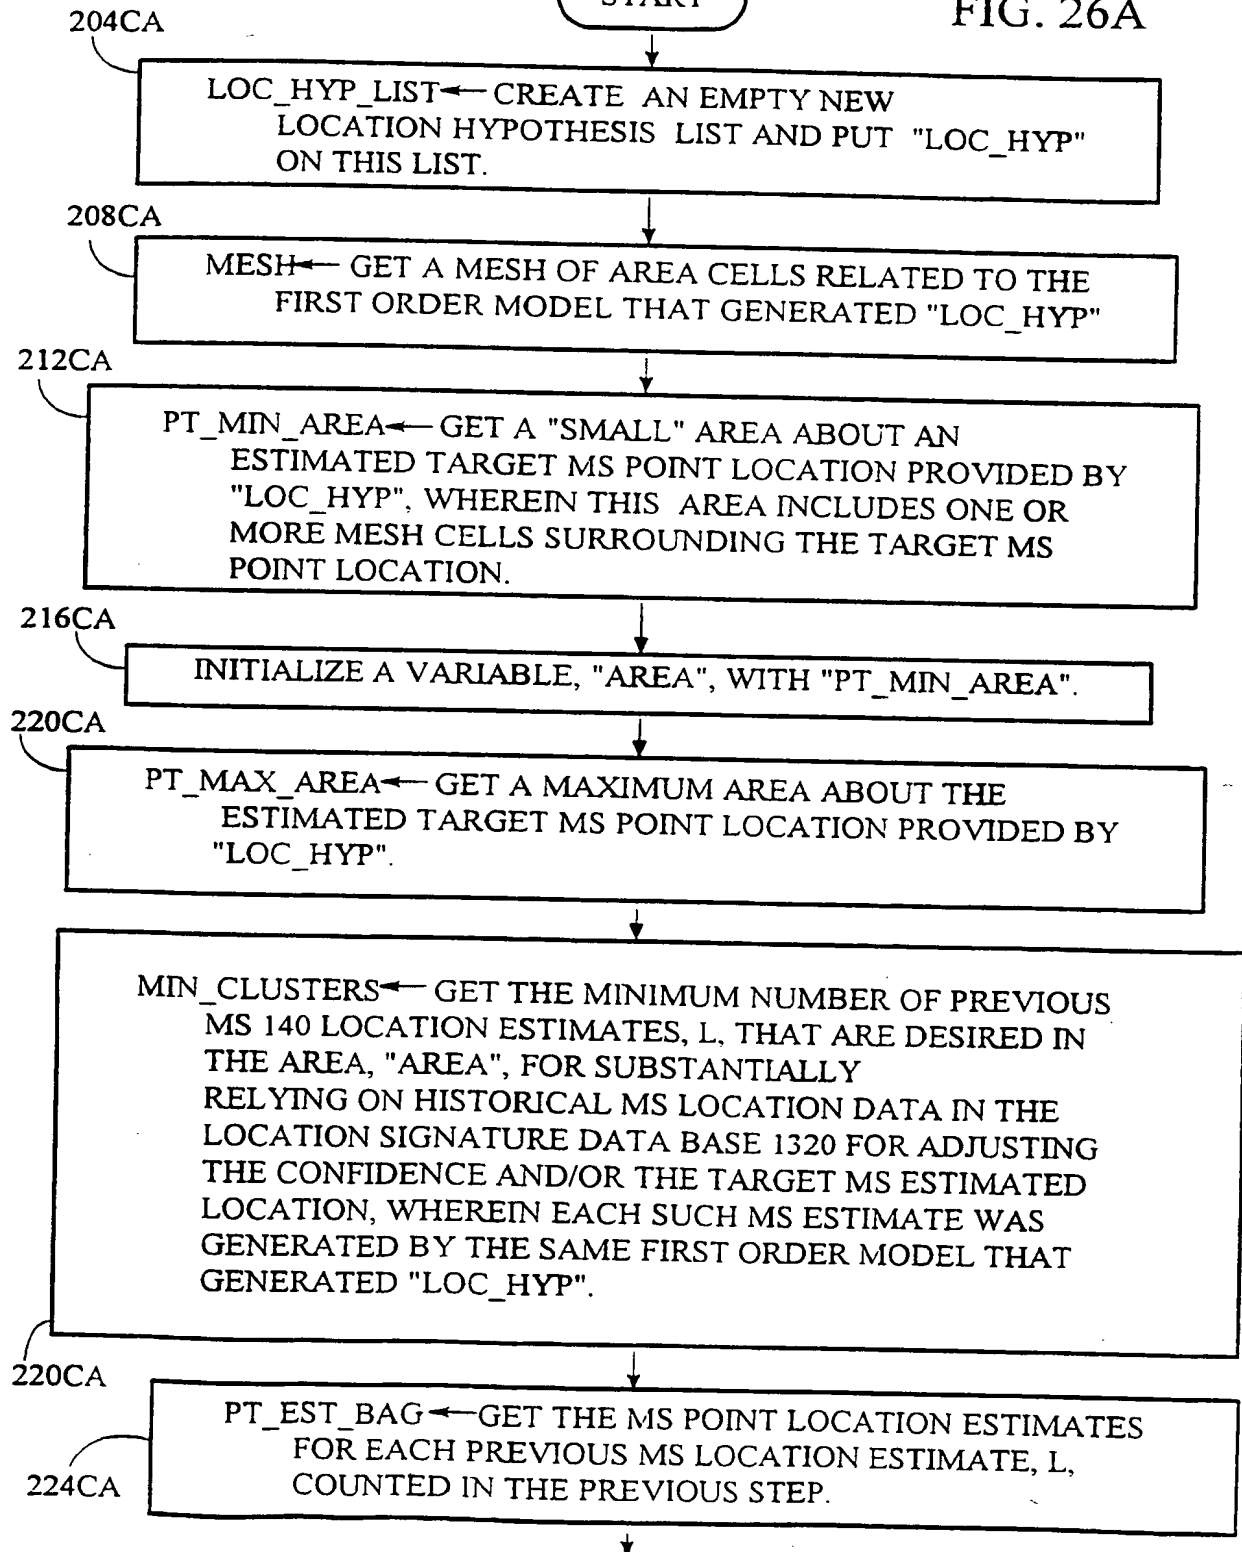 START
FIG. 26A
204CA
LOC_HYP_LIST← CREATE AN EMPTY NEW
LOCATION HYPOTHESIS LIST AND PUT "LOC_HYP"
ON THIS LIST.
208CA
MESH← GET A MESH OF AREA CELLS RELATED TO THE
FIRST ORDER MODEL THAT GENERATED "LOC_HYP"
212CA
PT_MIN_AREA← GET A "SMALL" AREA ABOUT AN
ESTIMATED TARGET MS POINT LOCATION PROVIDED BY
"LOC_HYP", WHEREIN THIS AREA INCLUDES ONE OR
MORE MESH CELLS SURROUNDING THE TARGET MS
POINT LOCATION.
216CA
INITIALIZE A VARIABLE, "AREA", WITH "PT_MIN_AREA".
220CA
PT_MAX_AREA← GET A MAXIMUM AREA ABOUT THE
ESTIMATED TARGET MS POINT LOCATION PROVIDED BY
"LOC_HYP".
MIN_CLUSTERS← GET THE MINIMUM NUMBER OF PREVIOUS
MS 140 LOCATION ESTIMATES, L, THAT ARE DESIRED IN
THE AREA, "AREA", FOR SUBSTANTIALLY
RELYING ON HISTORICAL MS LOCATION DATA IN THE
LOCATION SIGNATURE DATA BASE 1320 FOR ADJUSTING
THE CONFIDENCE AND/OR THE TARGET MS ESTIMATED
LOCATION, WHEREIN EACH SUCH MS ESTIMATE WAS
GENERATED BY THE SAME FIRST ORDER MODEL THAT
GENERATED "LOC_HYP".
220CA
PT_EST_BAG←GET THE MS POINT LOCATION ESTIMATES
FOR EACH PREVIOUS MS LOCATION ESTIMATE, L,
COUNTED IN THE PREVIOUS STEP.
224CA